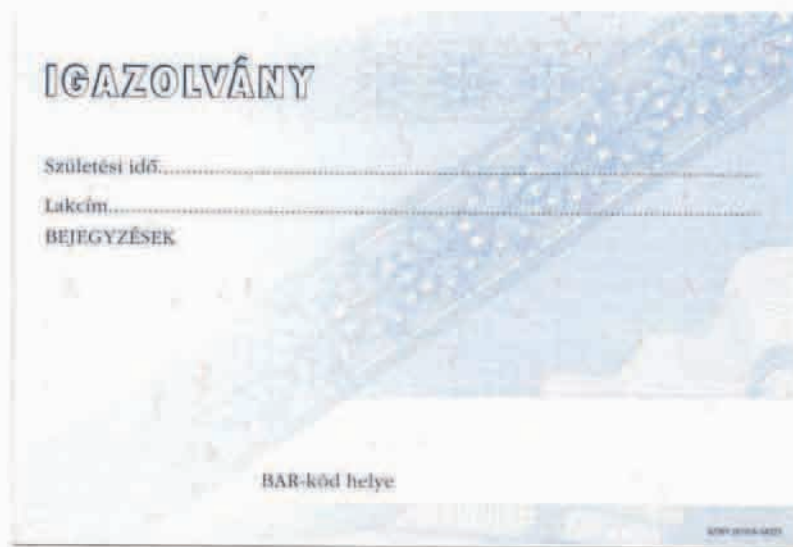 IGAZOLVÁNY
Születési idő..........
Lakcím..........
BEJEGYZÉSEK
BAR-kód helye